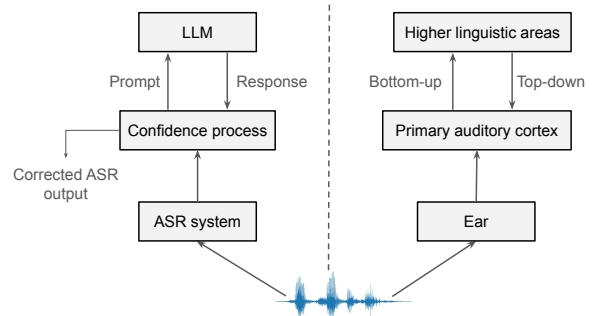 LLM
Prompt
Response
Confidence process
Corrected ASR
output
ASR system
Higher linguistic areas
Bottom-up
Top-down
Primary auditory cortex
Ear